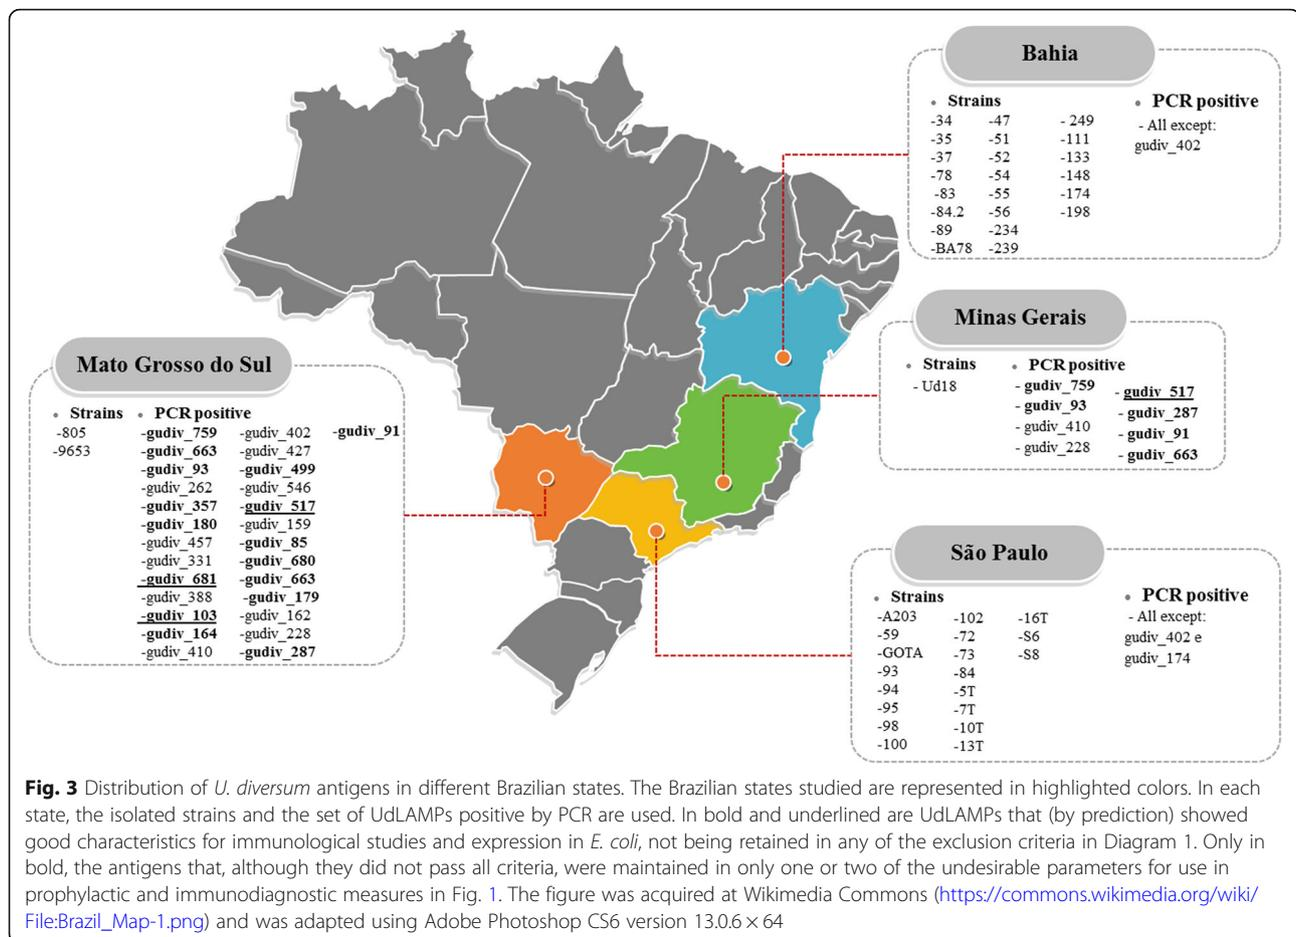 Bahia
• Strains
-34
-35
-37
-78
-83
-84.2
-89
-BA78
-47
-51
-52
-54
-55
-56
-234
-239
- 249
-111
-133
-148
-174
-198
• PCR positive
- All except:
gudiv_402
Minas Gerais
• Strains
- Ud18
• PCR positive
- gudiv_759
- gudiv_93
- gudiv_410
- gudiv_228
- gudiv_517
- gudiv_287
- gudiv_91
- gudiv_663
Mato Grosso do Sul
• Strains
-805
-9653
• PCR positive
-gudiv_759
-gudiv_663
-gudiv_93
-gudiv_262
-gudiv_357
-gudiv_180
-gudiv_457
-gudiv_331
-gudiv_681
-gudiv_388
-gudiv_103
-gudiv_164
-gudiv_410
-gudiv_402
-gudiv_427
-gudiv_499
-gudiv_546
-gudiv_517
-gudiv_159
-gudiv_85
-gudiv_680
-gudiv_663
-gudiv_179
-gudiv_162
-gudiv_228
-gudiv_287
-gudiv_91
São Paulo
• Strains
-A203
-59
-GOTA
-93
-94
-95
-98
-100
-102
-72
-73
-84
-5T
-7T
-10T
-13T
-16T
-S6
-S8
• PCR positive
- All except:
gudiv_402 e
gudiv_174
Fig. 3 Distribution of U. diversum antigens in different Brazilian states. The Brazilian states studied are represented in highlighted colors. In each
state, the isolated strains and the set of UdLAMPs positive by PCR are used. In bold and underlined are UdLAMPs that (by prediction) showed
good characteristics for immunological studies and expression in E. coli, not being retained in any of the exclusion criteria in Diagram 1. Only in
bold, the antigens that, although they did not pass all criteria, were maintained in only one or two of the undesirable parameters for use in
prophylactic and immunodiagnostic measures in Fig. 1. The figure was acquired at Wikimedia Commons (https://commons.wikimedia.org/wiki/
File:Brazil_Map-1.png) and was adapted using Adobe Photoshop CS6 version 13.0.6 × 64